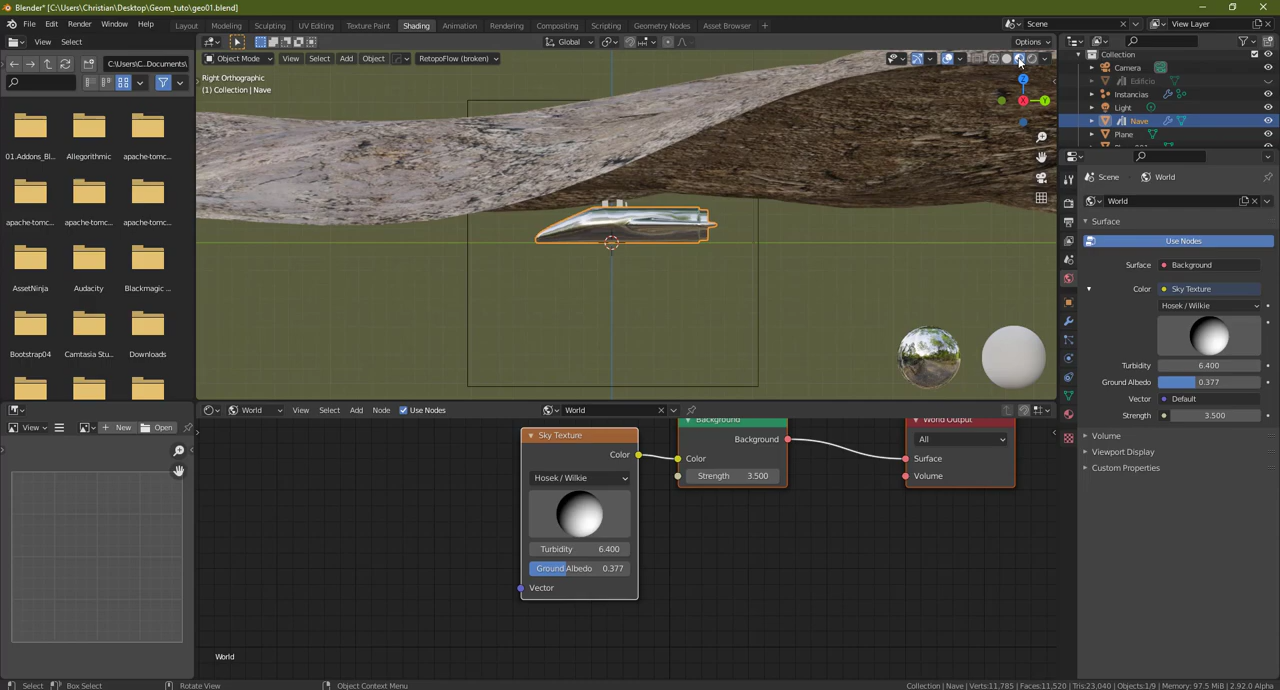 Blender* [C:\Users\Christian\Desktop\Geom_tuto\geo01.blend]
File Edit Render Window Help
Layout Modeling Sculpting UV Editing Texture Paint Shading Animation Rendering Compositing Scripting Geometry Nodes Asset Browser +
Scene
View Layer
View Select
Global
Options
C:\Users\C...Documents\
Object Mode View Select Add Object RetopoFlow (broken)
Right Orthographic
(1) Collection | Nave
01.Addons_Bl...
Allegorithmic
apache-tomc...
apache-tomc...
apache-tomc...
apache-tomc...
AssetNinja
Audacity
Blackmagic ...
Bootstrap04
Camtasia Stu...
Downloads
Collection
Camera
Edificio
Instancias
Light
Nave
Plane
Scene > World
World
Surface
Use Nodes
Surface Background
Color Sky Texture
Hosek / Wilkie
Turbidity 6.400
Ground Albedo 0.377
Vector Default
Strength 3.500
Volume
Viewport Display
Custom Properties
View
New
Open
World View Select Add Node Use Nodes World
Sky Texture
Color
Hosek / Wilkie
Turbidity 6.400
Ground Albedo 0.377
Vector
Background
Background
Color
Strength 3.500
World Output
All
Surface
Volume
World
Select Box Select Rotate View Object Context Menu
Collection | Nave | Verts:11,785 | Faces:11,520 | Tris:23,040 | Objects:1/9 | Memory: 97.5 MiB | 2.92.0 Alpha